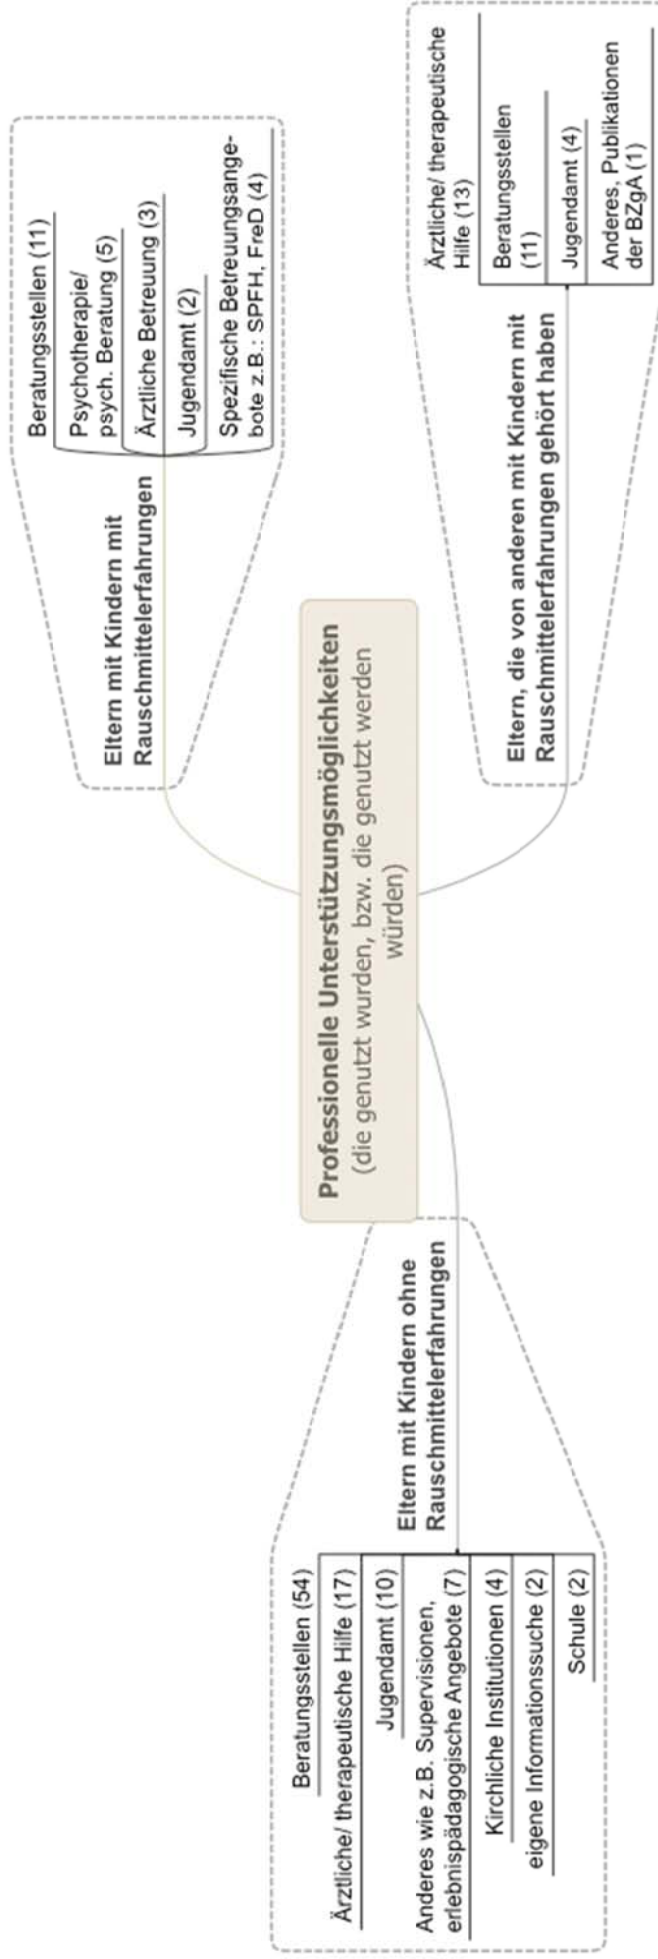 Professionelle Unterstützungsmöglichkeiten
(die genutzt wurden, bzw. die genutzt werden
würden)
Eltern mit Kindern mit
Rauschmittelerfahrungen
Beratungsstellen (11)
Psychotherapie/
psych. Beratung (5)
Ärztliche Betreuung (3)
Jugendamt (2)
Spezifische Betreuungsange-
bote z.B.: SPFH, FreD (4)
Eltern, die von anderen mit Kindern mit
Rauschmittelerfahrungen gehört haben
Ärztliche/ therapeutische
Hilfe (13)
Beratungsstellen
(11)
Jugendamt (4)
Anderes, Publikationen
der BZgA (1)
Eltern mit Kindern ohne
Rauschmittelerfahrungen
Beratungsstellen (54)
Ärztliche/ therapeutische Hilfe (17)
Jugendamt (10)
Anderes wie z.B. Supervisionen,
erlebnispädagogische Angebote (7)
Kirchliche Institutionen (4)
eigene Informationssuche (2)
Schule (2)